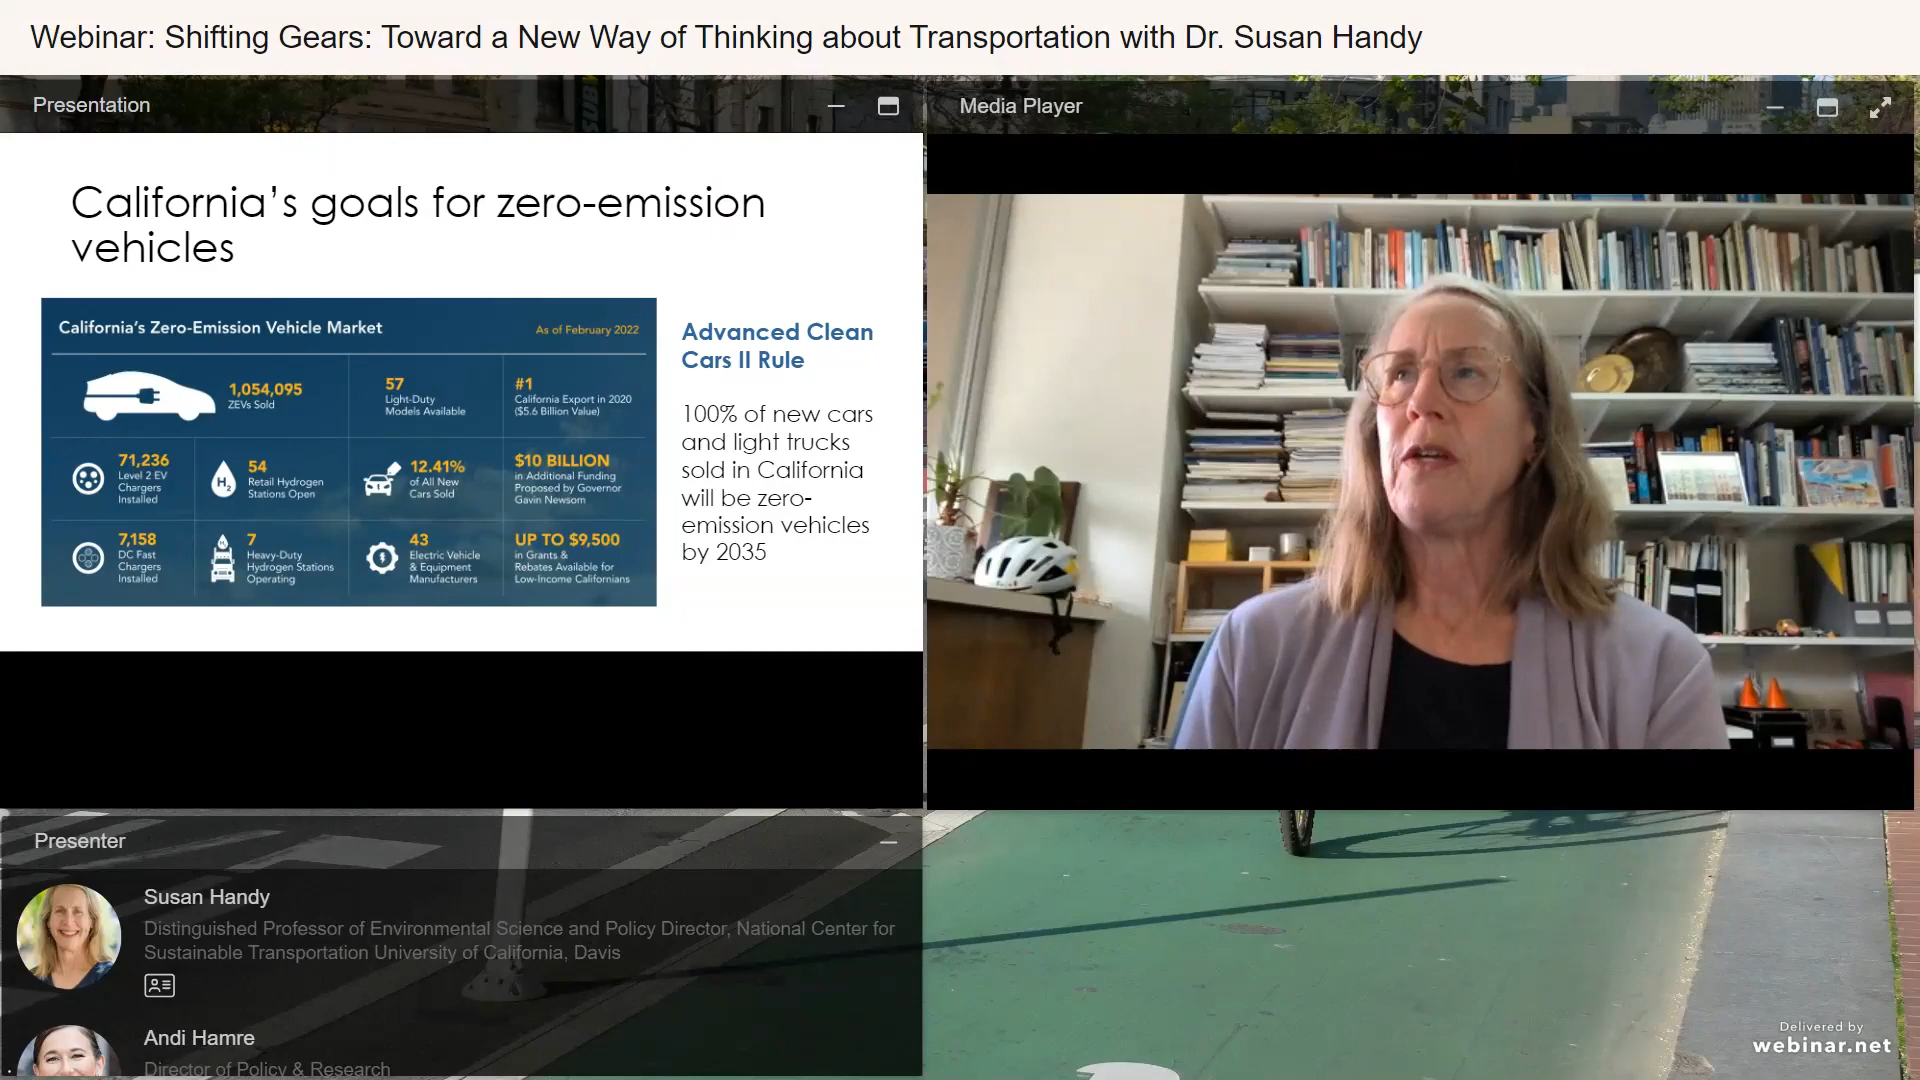 Webinar: Shifting Gears: Toward a New Way of Thinking about Transportation with Dr. Susan Handy
Presentation
Media Player
California's goals for zero-emission
vehicles
California's Zero-Emission Vehicle Market
As of February 2022
1,054,095
ZEVs Sold
57
Light-Duty
Models Available
#1
California Export in 2020
($5.6 Billion Value)
71,236
Level 2 EV
Chargers
Installed
H2
54
Retail Hydrogen
Stations Open
12.41%
of All New
Cars Sold
$10 BILLION
in Additional Funding
Proposed by Governor
Gavin Newsom
7,158
DC Fast
Chargers
Installed
7
Heavy-Duty
Hydrogen Stations
Operating
43
Electric Vehicle
& Equipment
Manufacturers
UP TO $9,500
in Grants &
Rebates Available for
Low-Income Californians
Advanced Clean
Cars II Rule
100% of new cars
and light trucks
sold in California
will be zero-
emission vehicles
by 2035
Presenter
Susan Handy
Distinguished Professor of Environmental Science and Policy Director, National Center for
Sustainable Transportation University of California, Davis
Andi Hamre
Director of Policy & Research
Delivered by
webinar.net